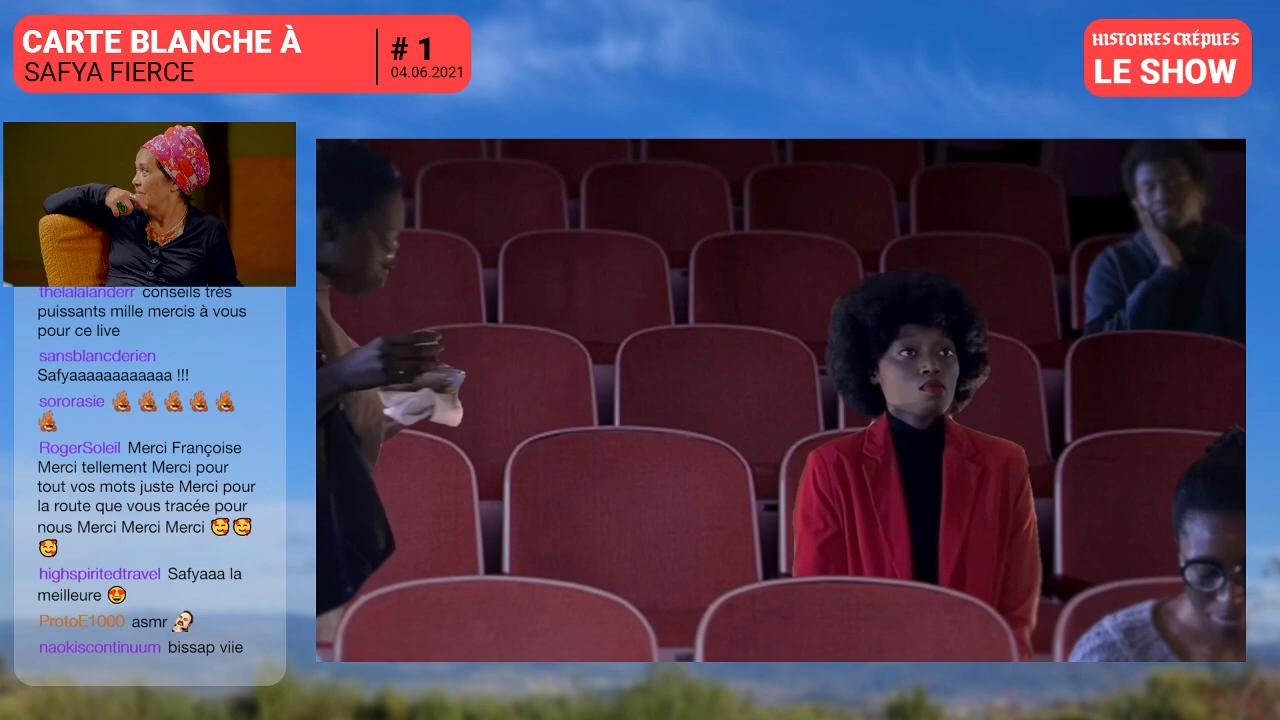 CARTE BLANCHE À
SAFYA FIERCE
# 1
04.06.2021
HISTOIRES CRÉPUES
LE SHOW
thelalalanderr conseils très
puissants mille mercis à vous
pour ce live
sansblancderien
Safyaaaaaaaaaaaa !!!
sororasie
RogerSoleil Merci Françoise
Merci tellement Merci pour
tout vos mots juste Merci pour
la route que vous tracée pour
nous Merci Merci Merci
highspiritedtravel Safyaaa la
meilleure
ProtoE1000 asmr
naokiscontinuum bissap viie